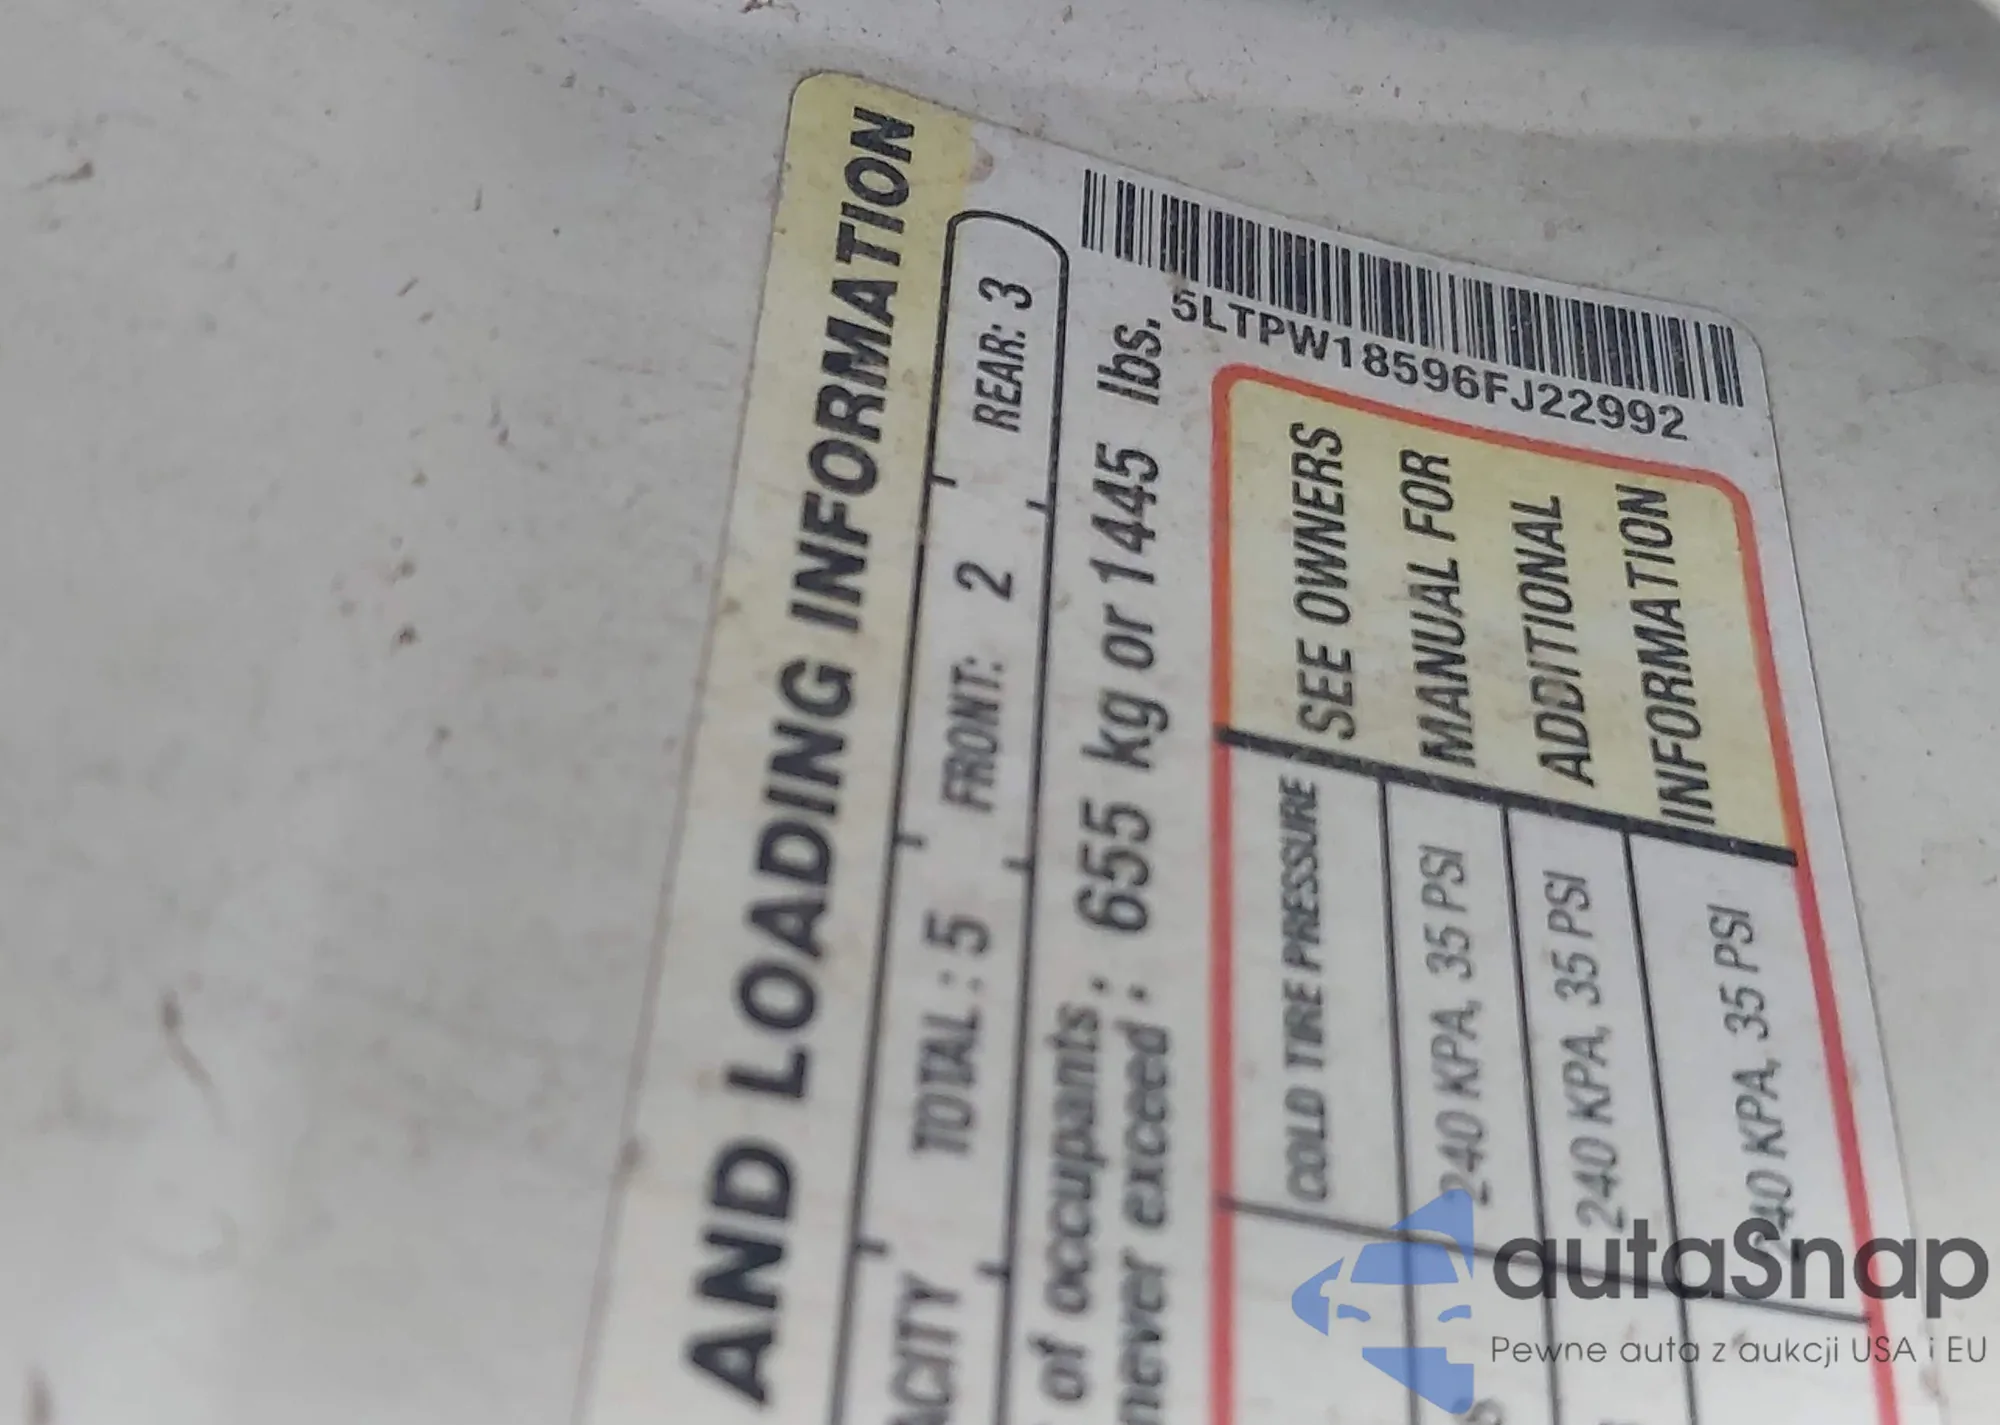 AND LOADING INFORMATION
ACITY TOTAL : 5 FRONT: 2 REAR: 3
of occupants
never exceed : 655 kg or 1445 lbs.
5LTPW18596FJ22992
COLD TIRE PRESSURE
240 KPA, 35 PSI
240 KPA, 35 PSI
240 KPA, 35 PSI
SEE OWNERS
MANUAL FOR
ADDITIONAL
INFORMATION
autaSnap
Pewne auta z aukcji USA i EU